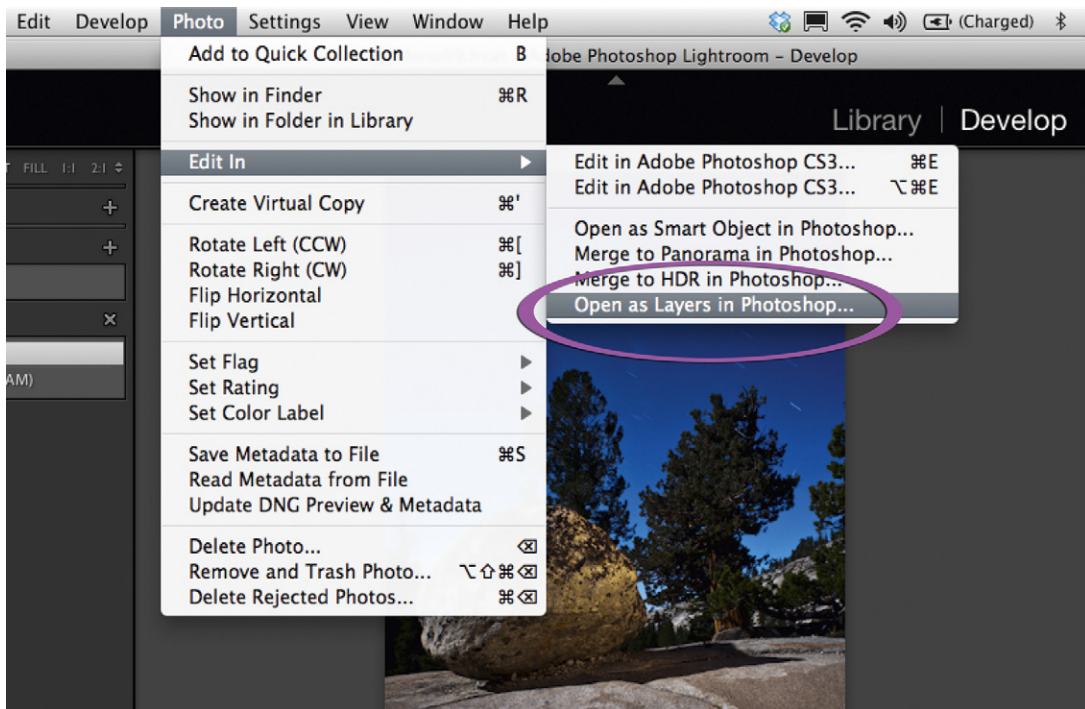 Edit Develop Photo Settings View Window Help (Charged)
Adobe Photoshop Lightroom – Develop
Library | Develop
FILL 1:1 2:1
AM)
Add to Quick Collection B
Show in Finder ⌘R
Show in Folder in Library
Edit In
Create Virtual Copy ⌘'
Rotate Left (CCW) ⌘[
Rotate Right (CW) ⌘]
Flip Horizontal
Flip Vertical
Set Flag
Set Rating
Set Color Label
Save Metadata to File ⌘S
Read Metadata from File
Update DNG Preview & Metadata
Delete Photo... ⌫
Remove and Trash Photo... ⌥⇧⌘⌫
Delete Rejected Photos... ⌘⌫
Edit in Adobe Photoshop CS3... ⌘E
Edit in Adobe Photoshop CS3... ⌥⌘E
Open as Smart Object in Photoshop...
Merge to Panorama in Photoshop...
Merge to HDR in Photoshop...
Open as Layers in Photoshop...